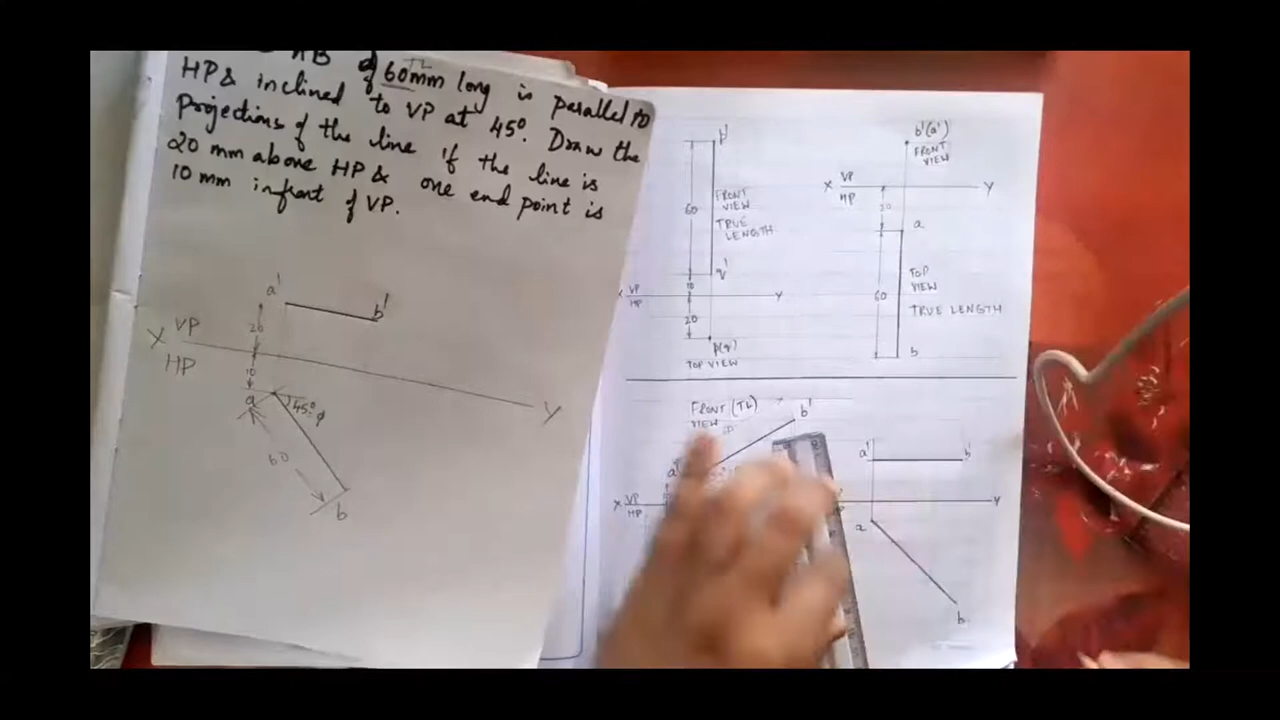 AB of 60mm long is parallel to
TL
HP & inclined to VP at 45°. Draw the
projections of the line if the line is
20 mm above HP & one end point is
10 mm infront of VP.
a'
b'
20
X VP
HP
Y
10
a
45° φ
60
b
p'
60
FRONT
VIEW
TRUE
LENGTH
q'
10
X VP
HP
Y
20
p(q)
TOP VIEW
b'(a')
FRONT
VIEW
X VP
HP
Y
20
a
60
TOP
VIEW
TRUE LENGTH
b
FRONT (TL)
VIEW
b'
a'
X VP
HP
a'
b'
Y
a
b